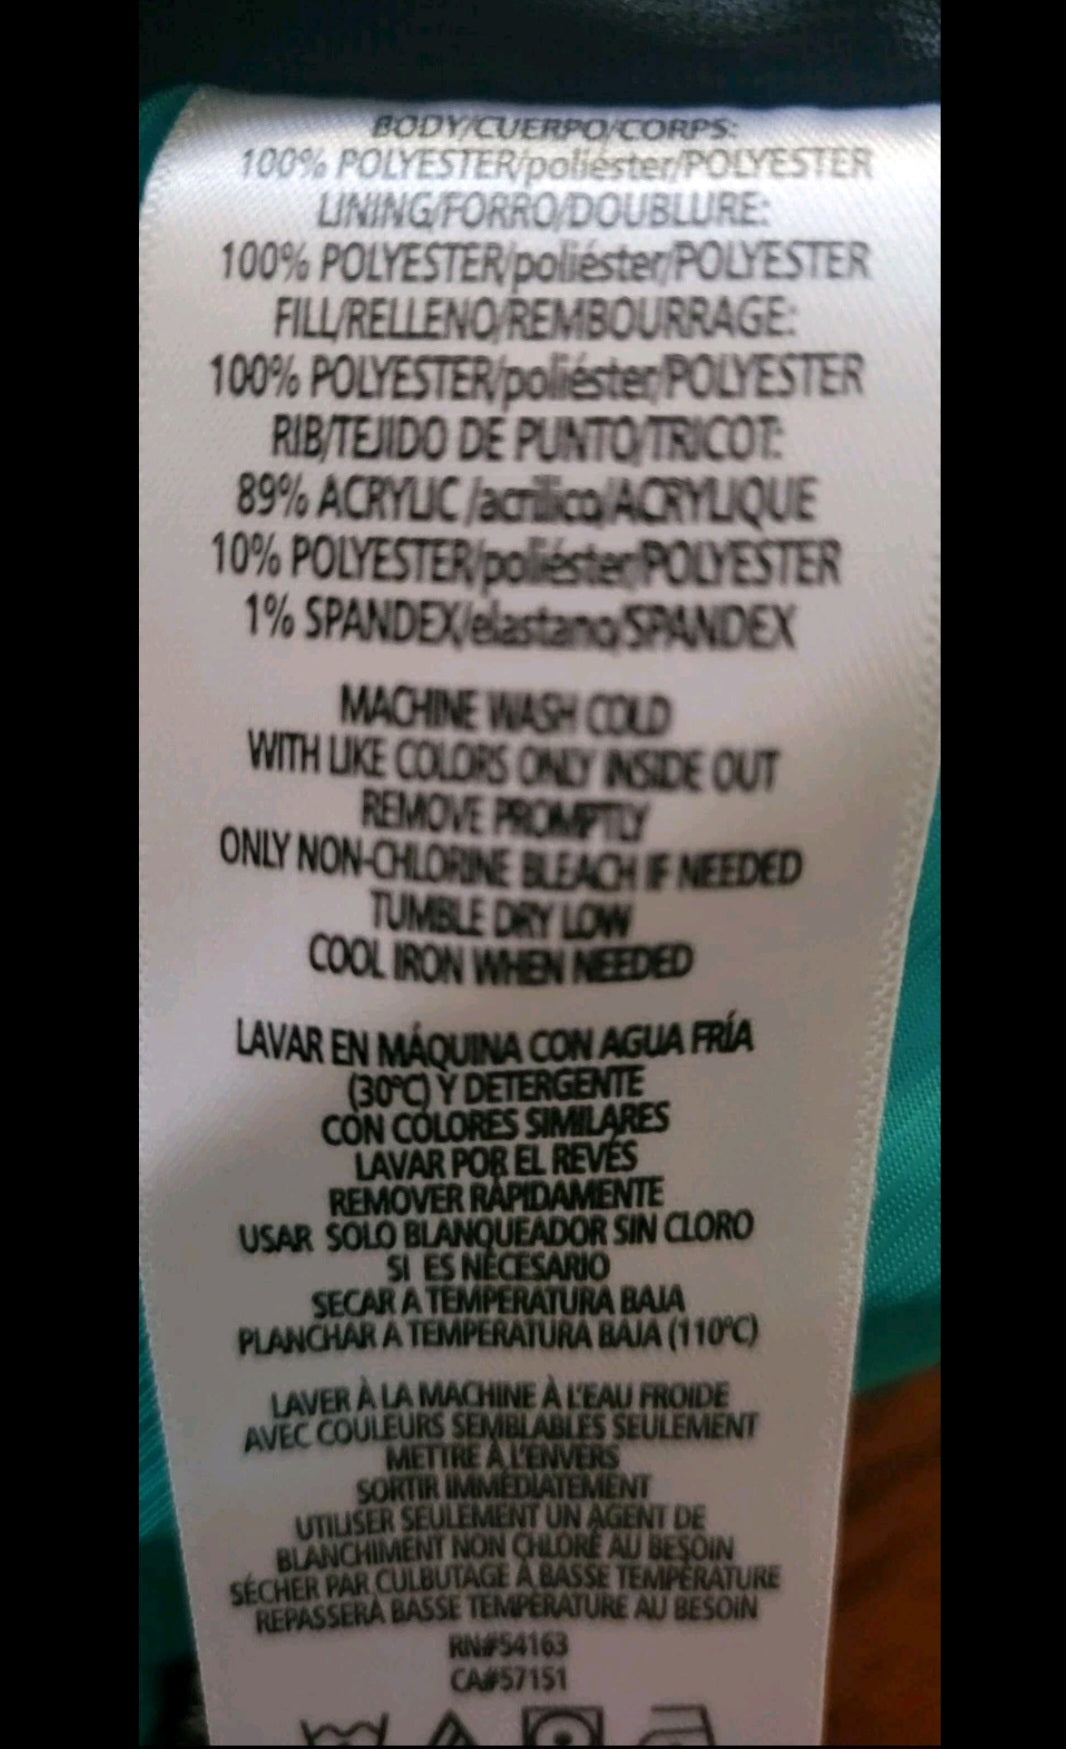 BODY/CUERPO/CORPS:
100% POLYESTER/poliéster/POLYESTER
LINING/FORRO/DOUBLURE:
100% POLYESTER/poliéster/POLYESTER
FILL/RELLENO/REMBOURRAGE:
100% POLYESTER/poliéster/POLYESTER
RIB/TEJIDO DE PUNTO/TRICOT:
89% ACRYLIC /acrílico/ACRYLIQUE
10% POLYESTER/poliéster/POLYESTER
1% SPANDEX/elastano/SPANDEX
MACHINE WASH COLD
WITH LIKE COLORS ONLY INSIDE OUT
REMOVE PROMPTLY
ONLY NON-CHLORINE BLEACH IF NEEDED
TUMBLE DRY LOW
COOL IRON WHEN NEEDED
LAVAR EN MÁQUINA CON AGUA FRÍA
(30°C) Y DETERGENTE
CON COLORES SIMILARES
LAVAR POR EL REVÉS
REMOVER RÁPIDAMENTE
USAR SOLO BLANQUEADOR SIN CLORO
SI ES NECESARIO
SECAR A TEMPERATURA BAJA
PLANCHAR A TEMPERATURA BAJA (110°C)
LAVER À LA MACHINE À L'EAU FROIDE
AVEC COULEURS SEMBLABLES SEULEMENT
METTRE À L'ENVERS
SORTIR IMMÉDIATEMENT
UTILISER SEULEMENT UN AGENT DE
BLANCHIMENT NON CHLORÉ AU BESOIN
SÉCHER PAR CULBUTAGE À BASSE TEMPÉRATURE
REPASSER À BASSE TEMPÉRATURE AU BESOIN
RN#54163
CA#57151